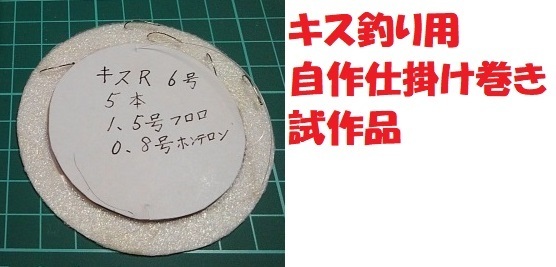 キス釣り用
自作仕掛け巻き
試作品
キスR 6号
5本
1、5号フロロ
0、8号ホンテロン